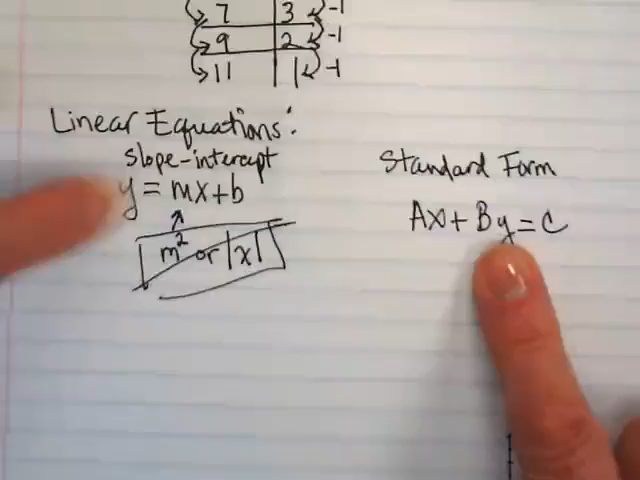 7 3 -1
9 2 -1
11 1 -1
Linear Equations:
slope-intercept
y = mx+b
m² or |x|
Standard Form
Ax + By = C